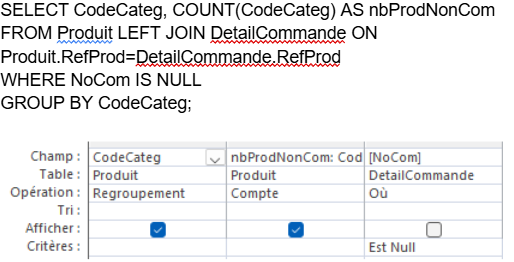 SELECT CodeCateg, COUNT(CodeCateg) AS nbProdNonCom
FROM Produit LEFT JOIN DetailCommande ON
Produit.RefProd=DetailCommande.RefProd
WHERE NoCom IS NULL
GROUP BY CodeCateg;
Champ : CodeCateg nbProdNonCom: Cod [NoCom]
Table : Produit Produit DetailCommande
Opération : Regroupement Compte Où
Tri :
Afficher :
Critères : Est Null